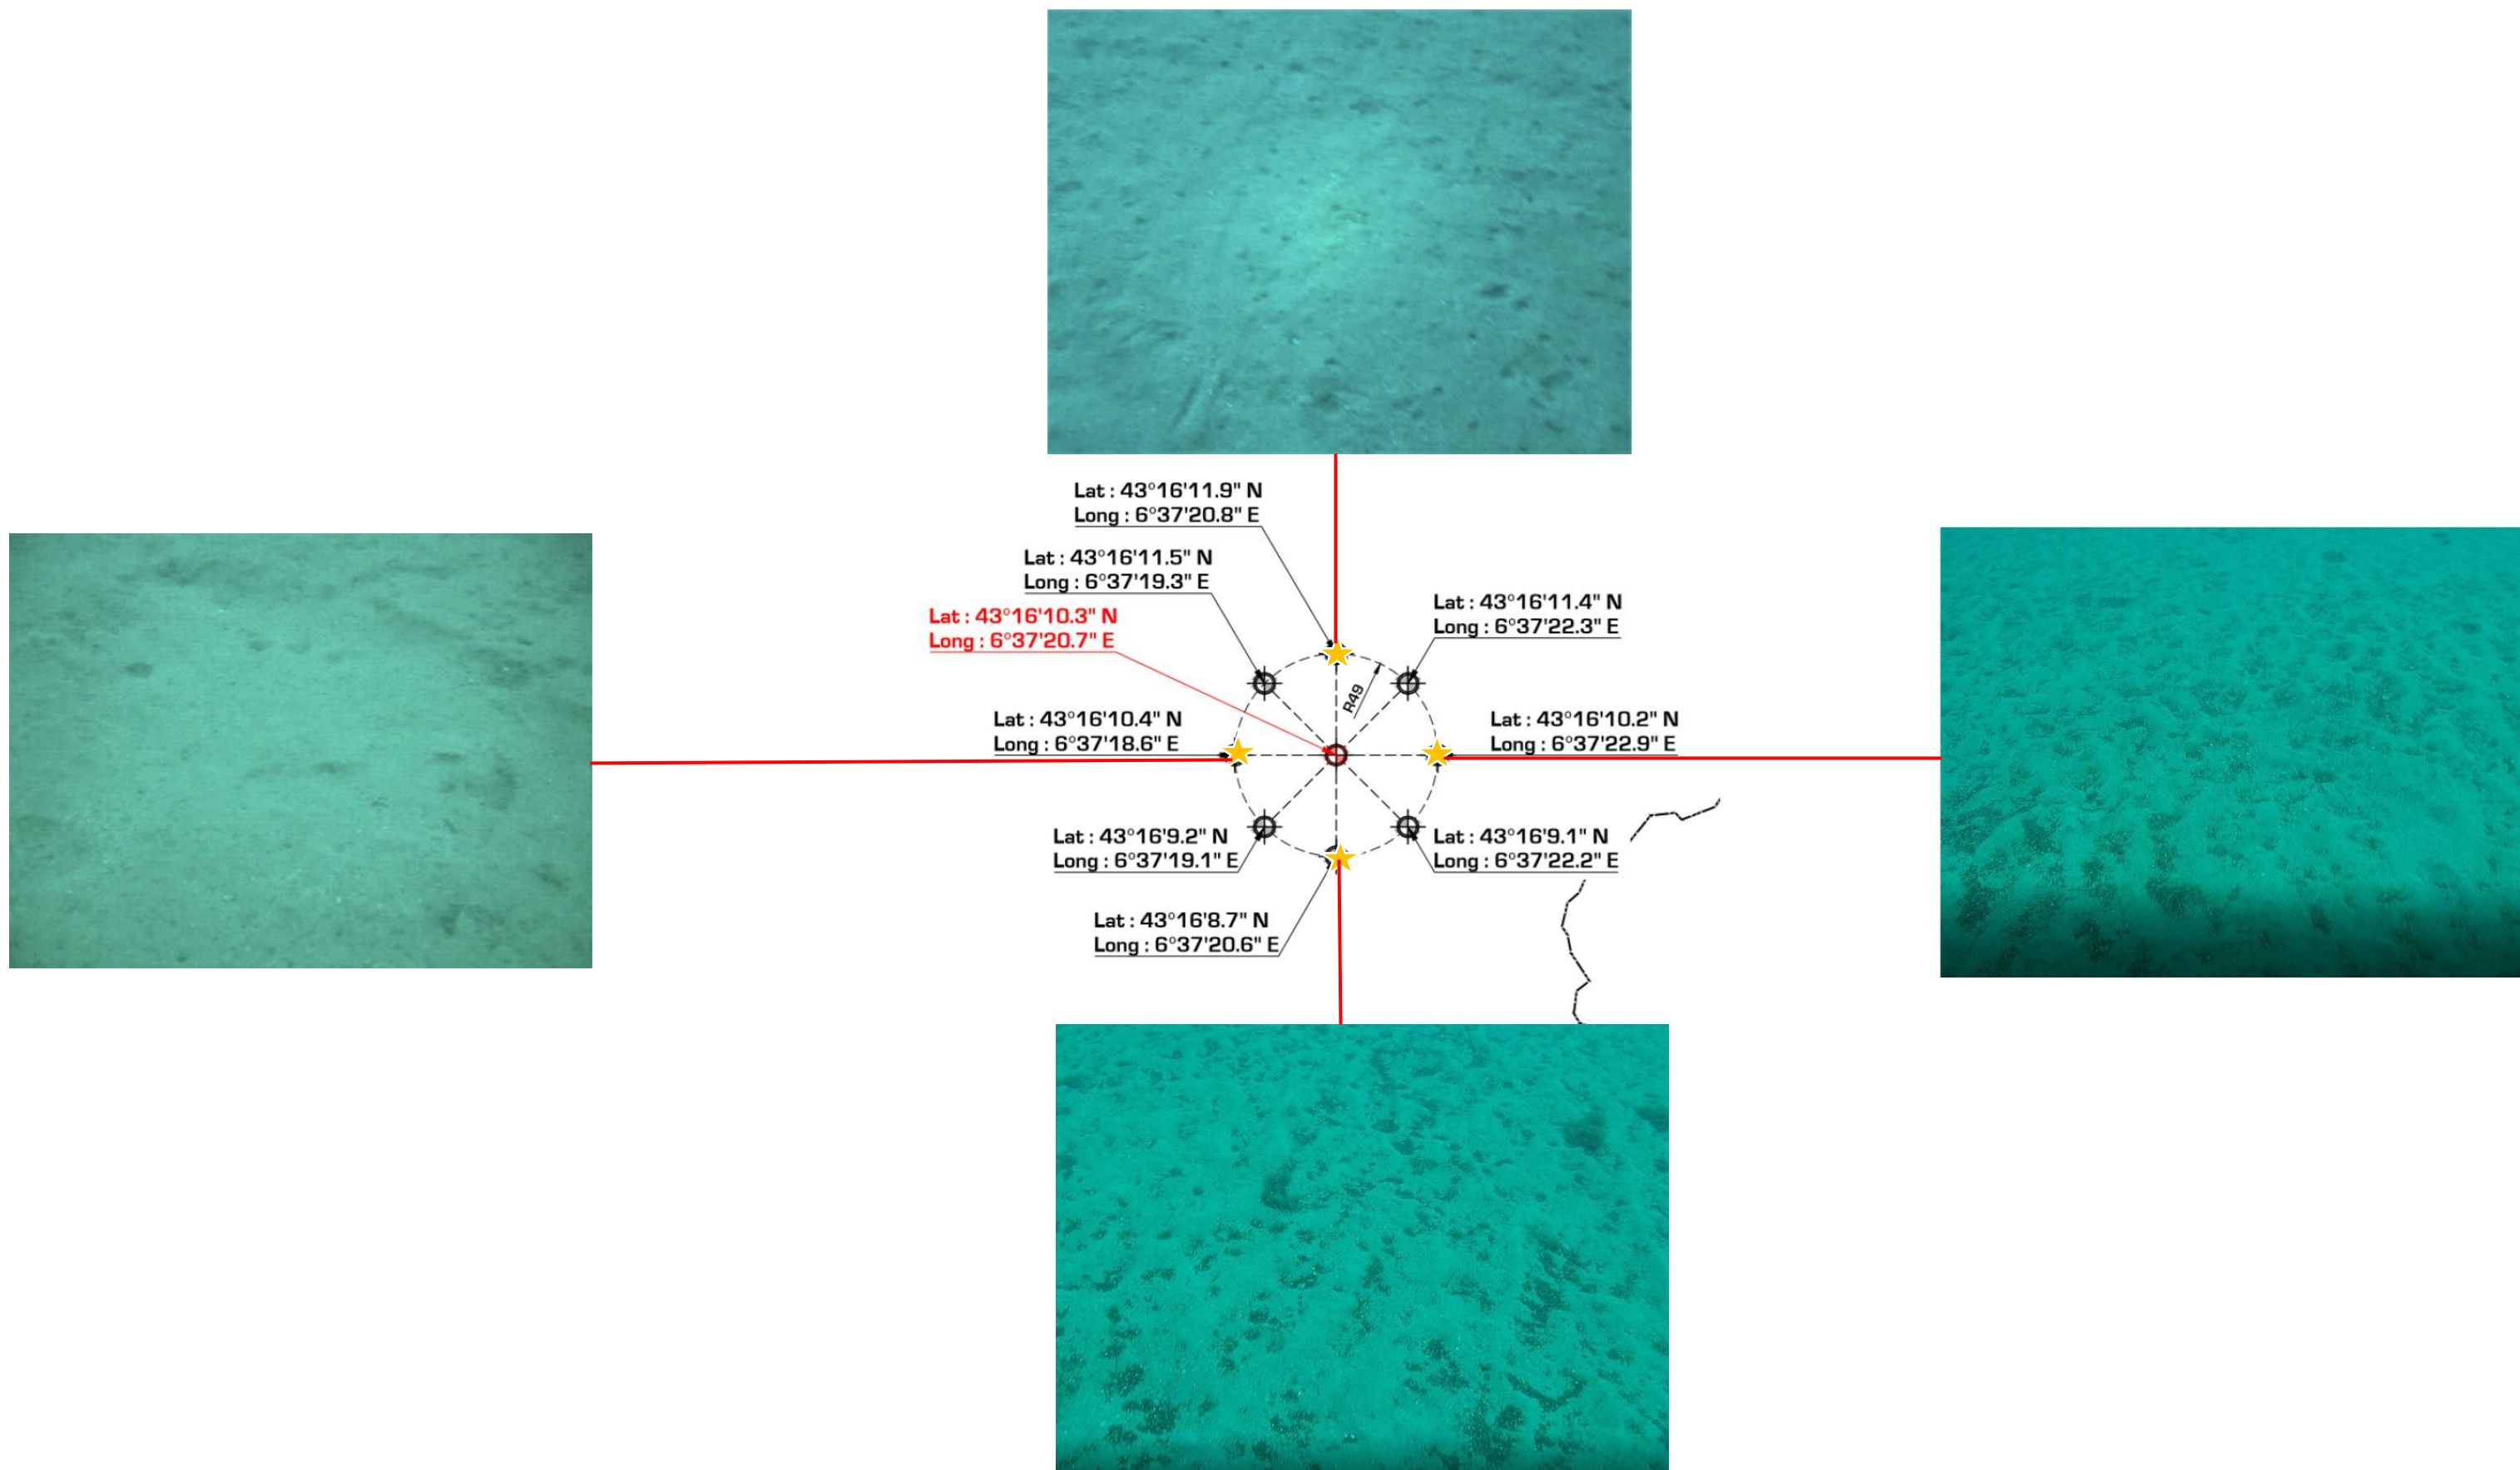 Lat : 43°16'11.9" N
Long : 6°37'20.8" E
Lat : 43°16'11.5" N
Long : 6°37'19.3" E
Lat : 43°16'11.4" N
Long : 6°37'22.3" E
Lat : 43°16'10.3" N
Long : 6°37'20.7" E
R49
Lat : 43°16'10.4" N
Long : 6°37'18.6" E
Lat : 43°16'10.2" N
Long : 6°37'22.9" E
Lat : 43°16'9.2" N
Long : 6°37'19.1" E
Lat : 43°16'9.1" N
Long : 6°37'22.2" E
Lat : 43°16'8.7" N
Long : 6°37'20.6" E